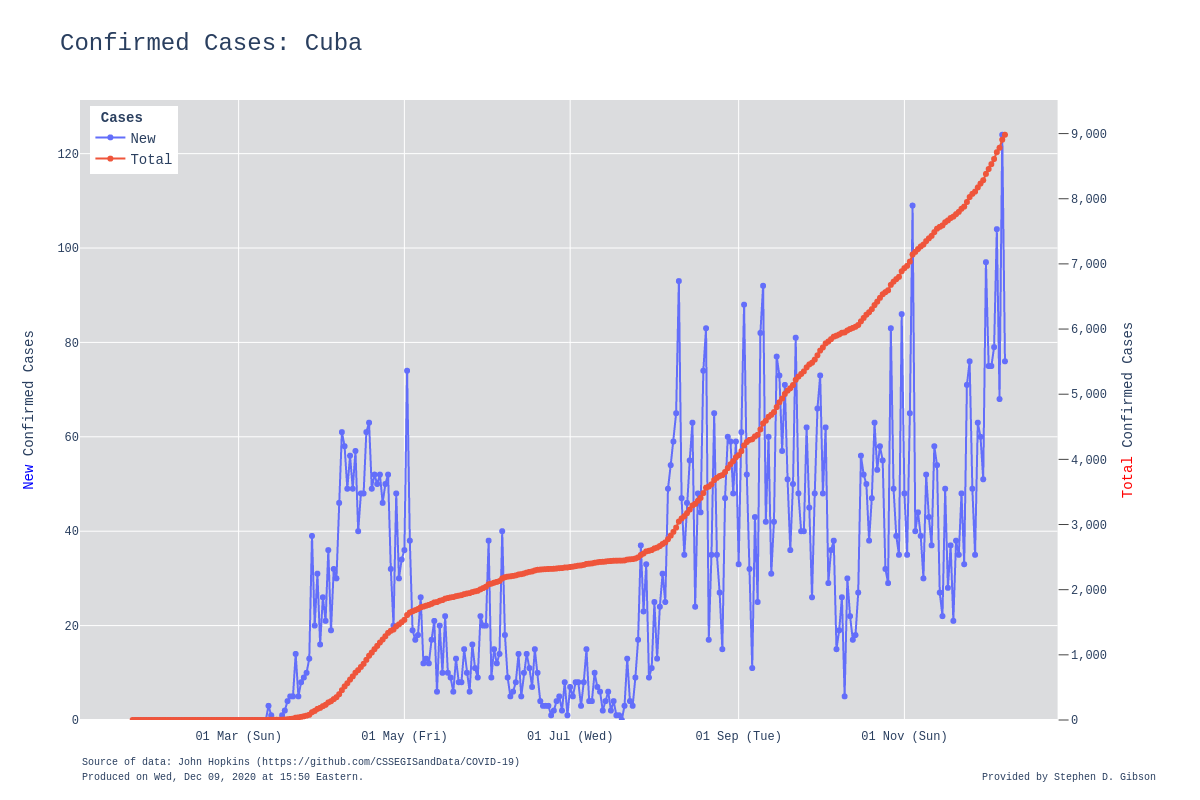 Confirmed Cases: Cuba
Cases
New
Total
120
100
80
60
40
20
0
9,000
8,000
7,000
6,000
5,000
4,000
3,000
2,000
1,000
0
New Confirmed Cases
Total Confirmed Cases
01 Mar (Sun)
01 May (Fri)
01 Jul (Wed)
01 Sep (Tue)
01 Nov (Sun)
Source of data: John Hopkins (https://github.com/CSSEGISandData/COVID-19)
Produced on Wed, Dec 09, 2020 at 15:50 Eastern.
Provided by Stephen D. Gibson